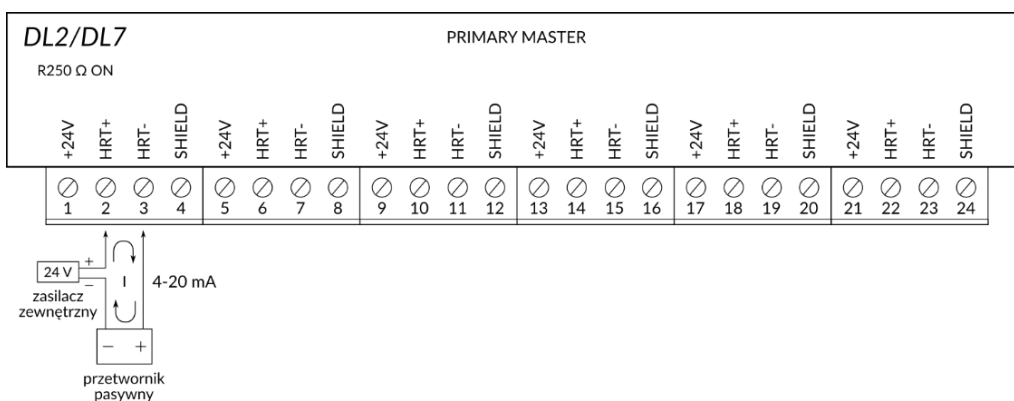 DL2/DL7
PRIMARY MASTER
R250 Ω ON
+24V HRT+ HRT- SHIELD +24V HRT+ HRT- SHIELD +24V HRT+ HRT- SHIELD +24V HRT+ HRT- SHIELD +24V HRT+ HRT- SHIELD +24V HRT+ HRT- SHIELD
1 2 3 4 5 6 7 8 9 10 11 12 13 14 15 16 17 18 19 20 21 22 23 24
+
24 V
−
I
4-20 mA
zasilacz
zewnętrzny
− +
przetwornik
pasywny